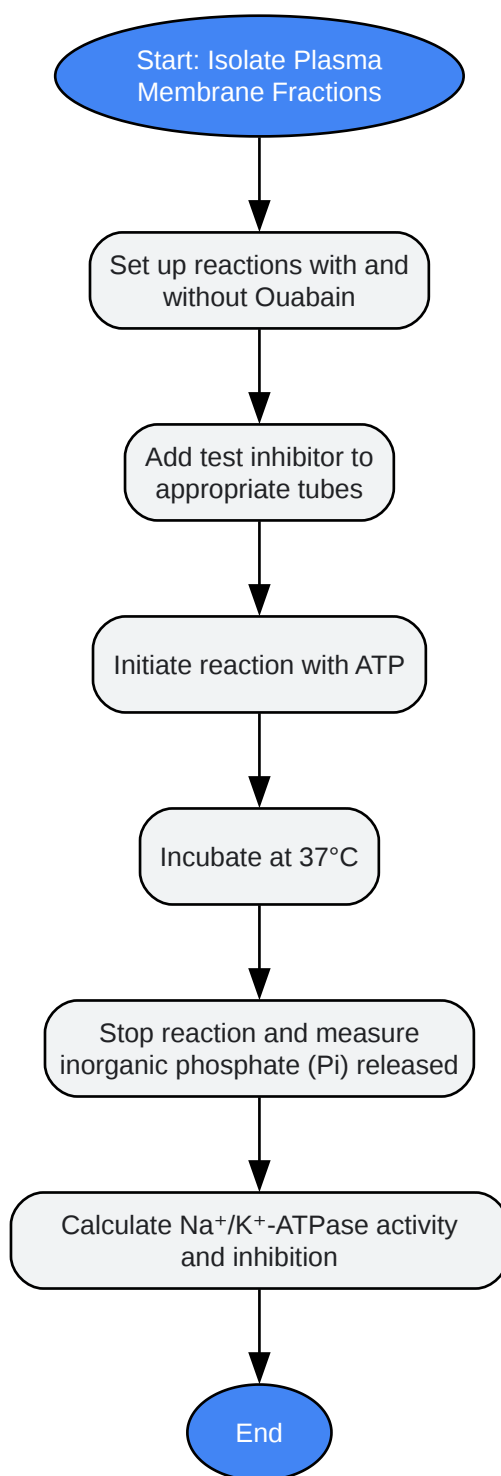 Start: Isolate Plasma
Membrane Fractions
Set up reactions with and
without Ouabain
Add test inhibitor to
appropriate tubes
Initiate reaction with ATP
Incubate at 37°C
Stop reaction and measure
inorganic phosphate (Pi) released
Calculate Na⁺/K⁺-ATPase activity
and inhibition
End